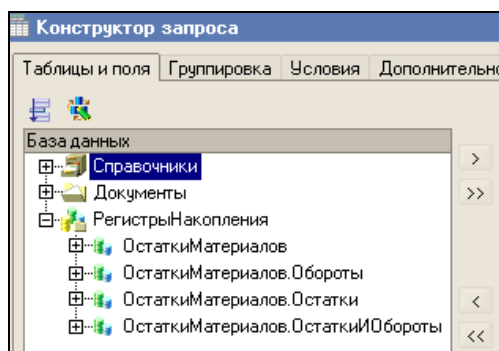 Конструктор запроса
Таблицы и поля Группировка Условия Дополнительно
База данных
Справочники
>
Документы
>>
РегистрыНакопления
ОстаткиМатериалов
ОстаткиМатериалов.Обороты
ОстаткиМатериалов.Остатки
<
ОстаткиМатериалов.ОстаткиИОбороты
<<